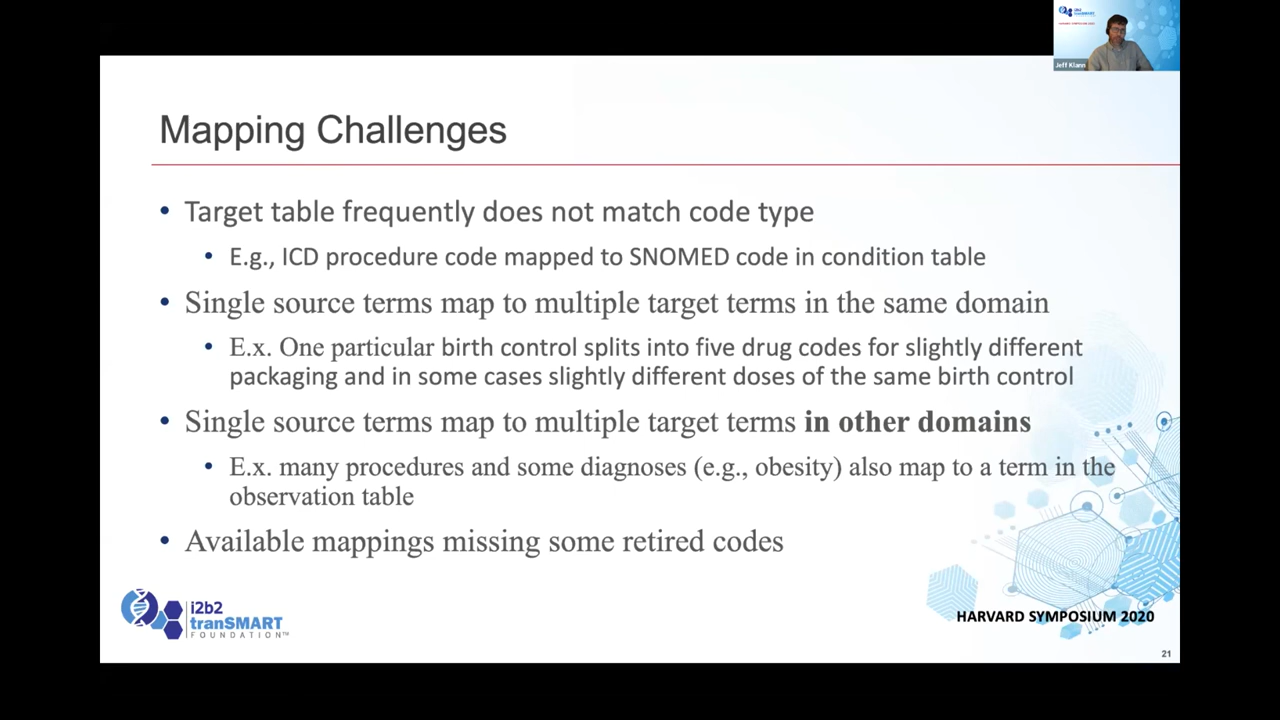 Jeff Klann
Mapping Challenges
• Target table frequently does not match code type
• E.g., ICD procedure code mapped to SNOMED code in condition table
• Single source terms map to multiple target terms in the same domain
• E.x. One particular birth control splits into five drug codes for slightly different
packaging and in some cases slightly different doses of the same birth control
• Single source terms map to multiple target terms in other domains
• E.x. many procedures and some diagnoses (e.g., obesity) also map to a term in the
observation table
• Available mappings missing some retired codes
i2b2
tranSMART
FOUNDATION™
HARVARD SYMPOSIUM 2020
21